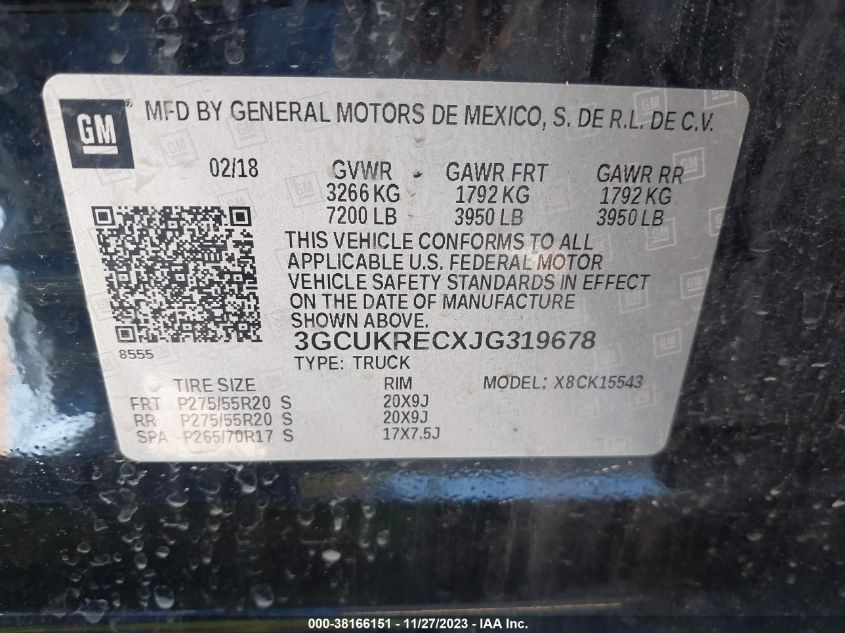 GM ® MFD BY GENERAL MOTORS DE MEXICO, S. DE R.L. DE C.V.
02/18 GVWR GAWR FRT GAWR RR
3266 KG 1792 KG 1792 KG
7200 LB 3950 LB 3950 LB
THIS VEHICLE CONFORMS TO ALL
APPLICABLE U.S. FEDERAL MOTOR
VEHICLE SAFETY STANDARDS IN EFFECT
ON THE DATE OF MANUFACTURE
SHOWN ABOVE.
8555
3GCUKRECXJG319678
TYPE: TRUCK
TIRE SIZE RIM MODEL: X8CK15543
FRT P275/55R20 S 20X9J
RR P275/55R20 S 20X9J
SPA P265/70R17 S 17X7.5J
000-38166151 - 11/27/2023 - IAA Inc.